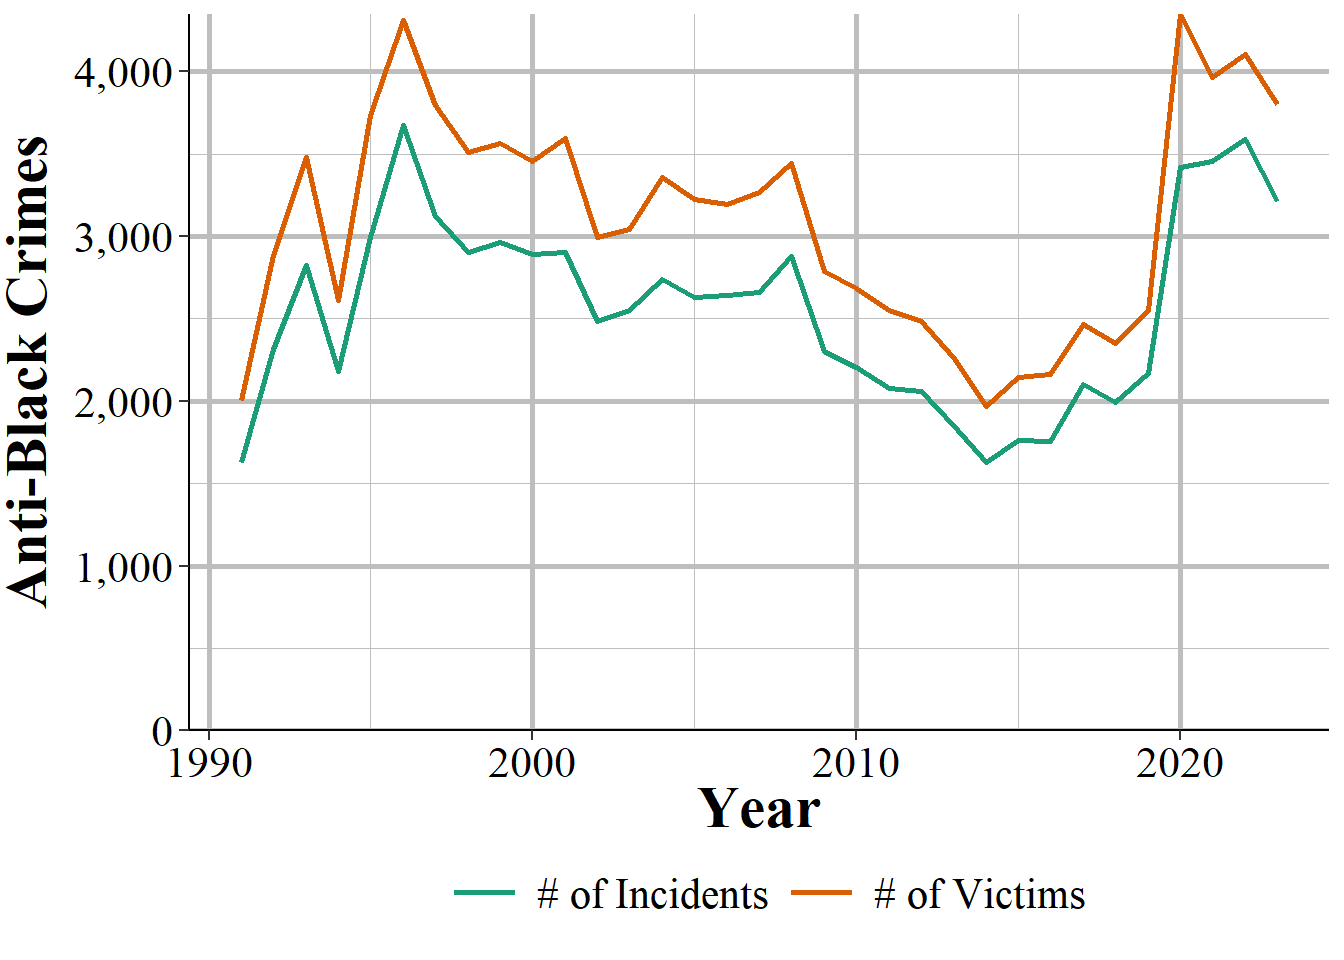 Anti-Black Crimes
4,000
3,000
2,000
1,000
0
1990 2000 2010 2020
Year
# of Incidents # of Victims